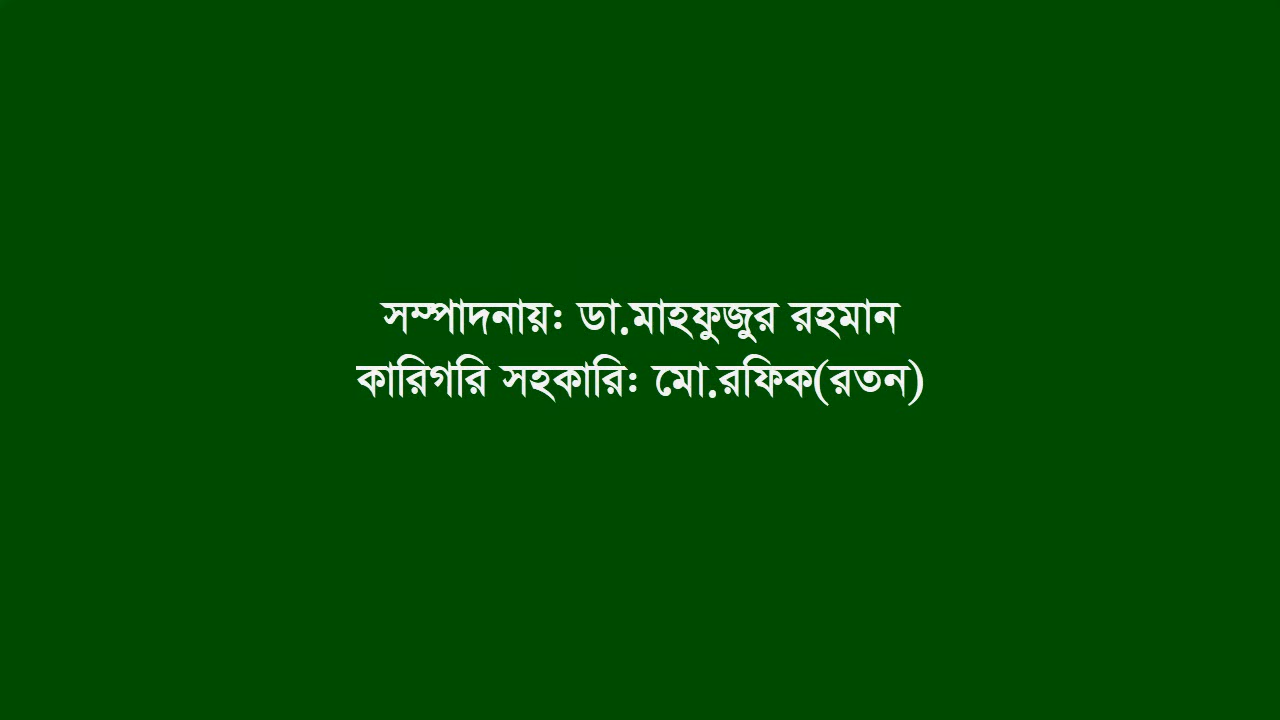 সম্পাদনায়ঃ ডা.মাহফুজুর রহমান
কারিগরি সহকারিঃ মো.রফিক(রতন)